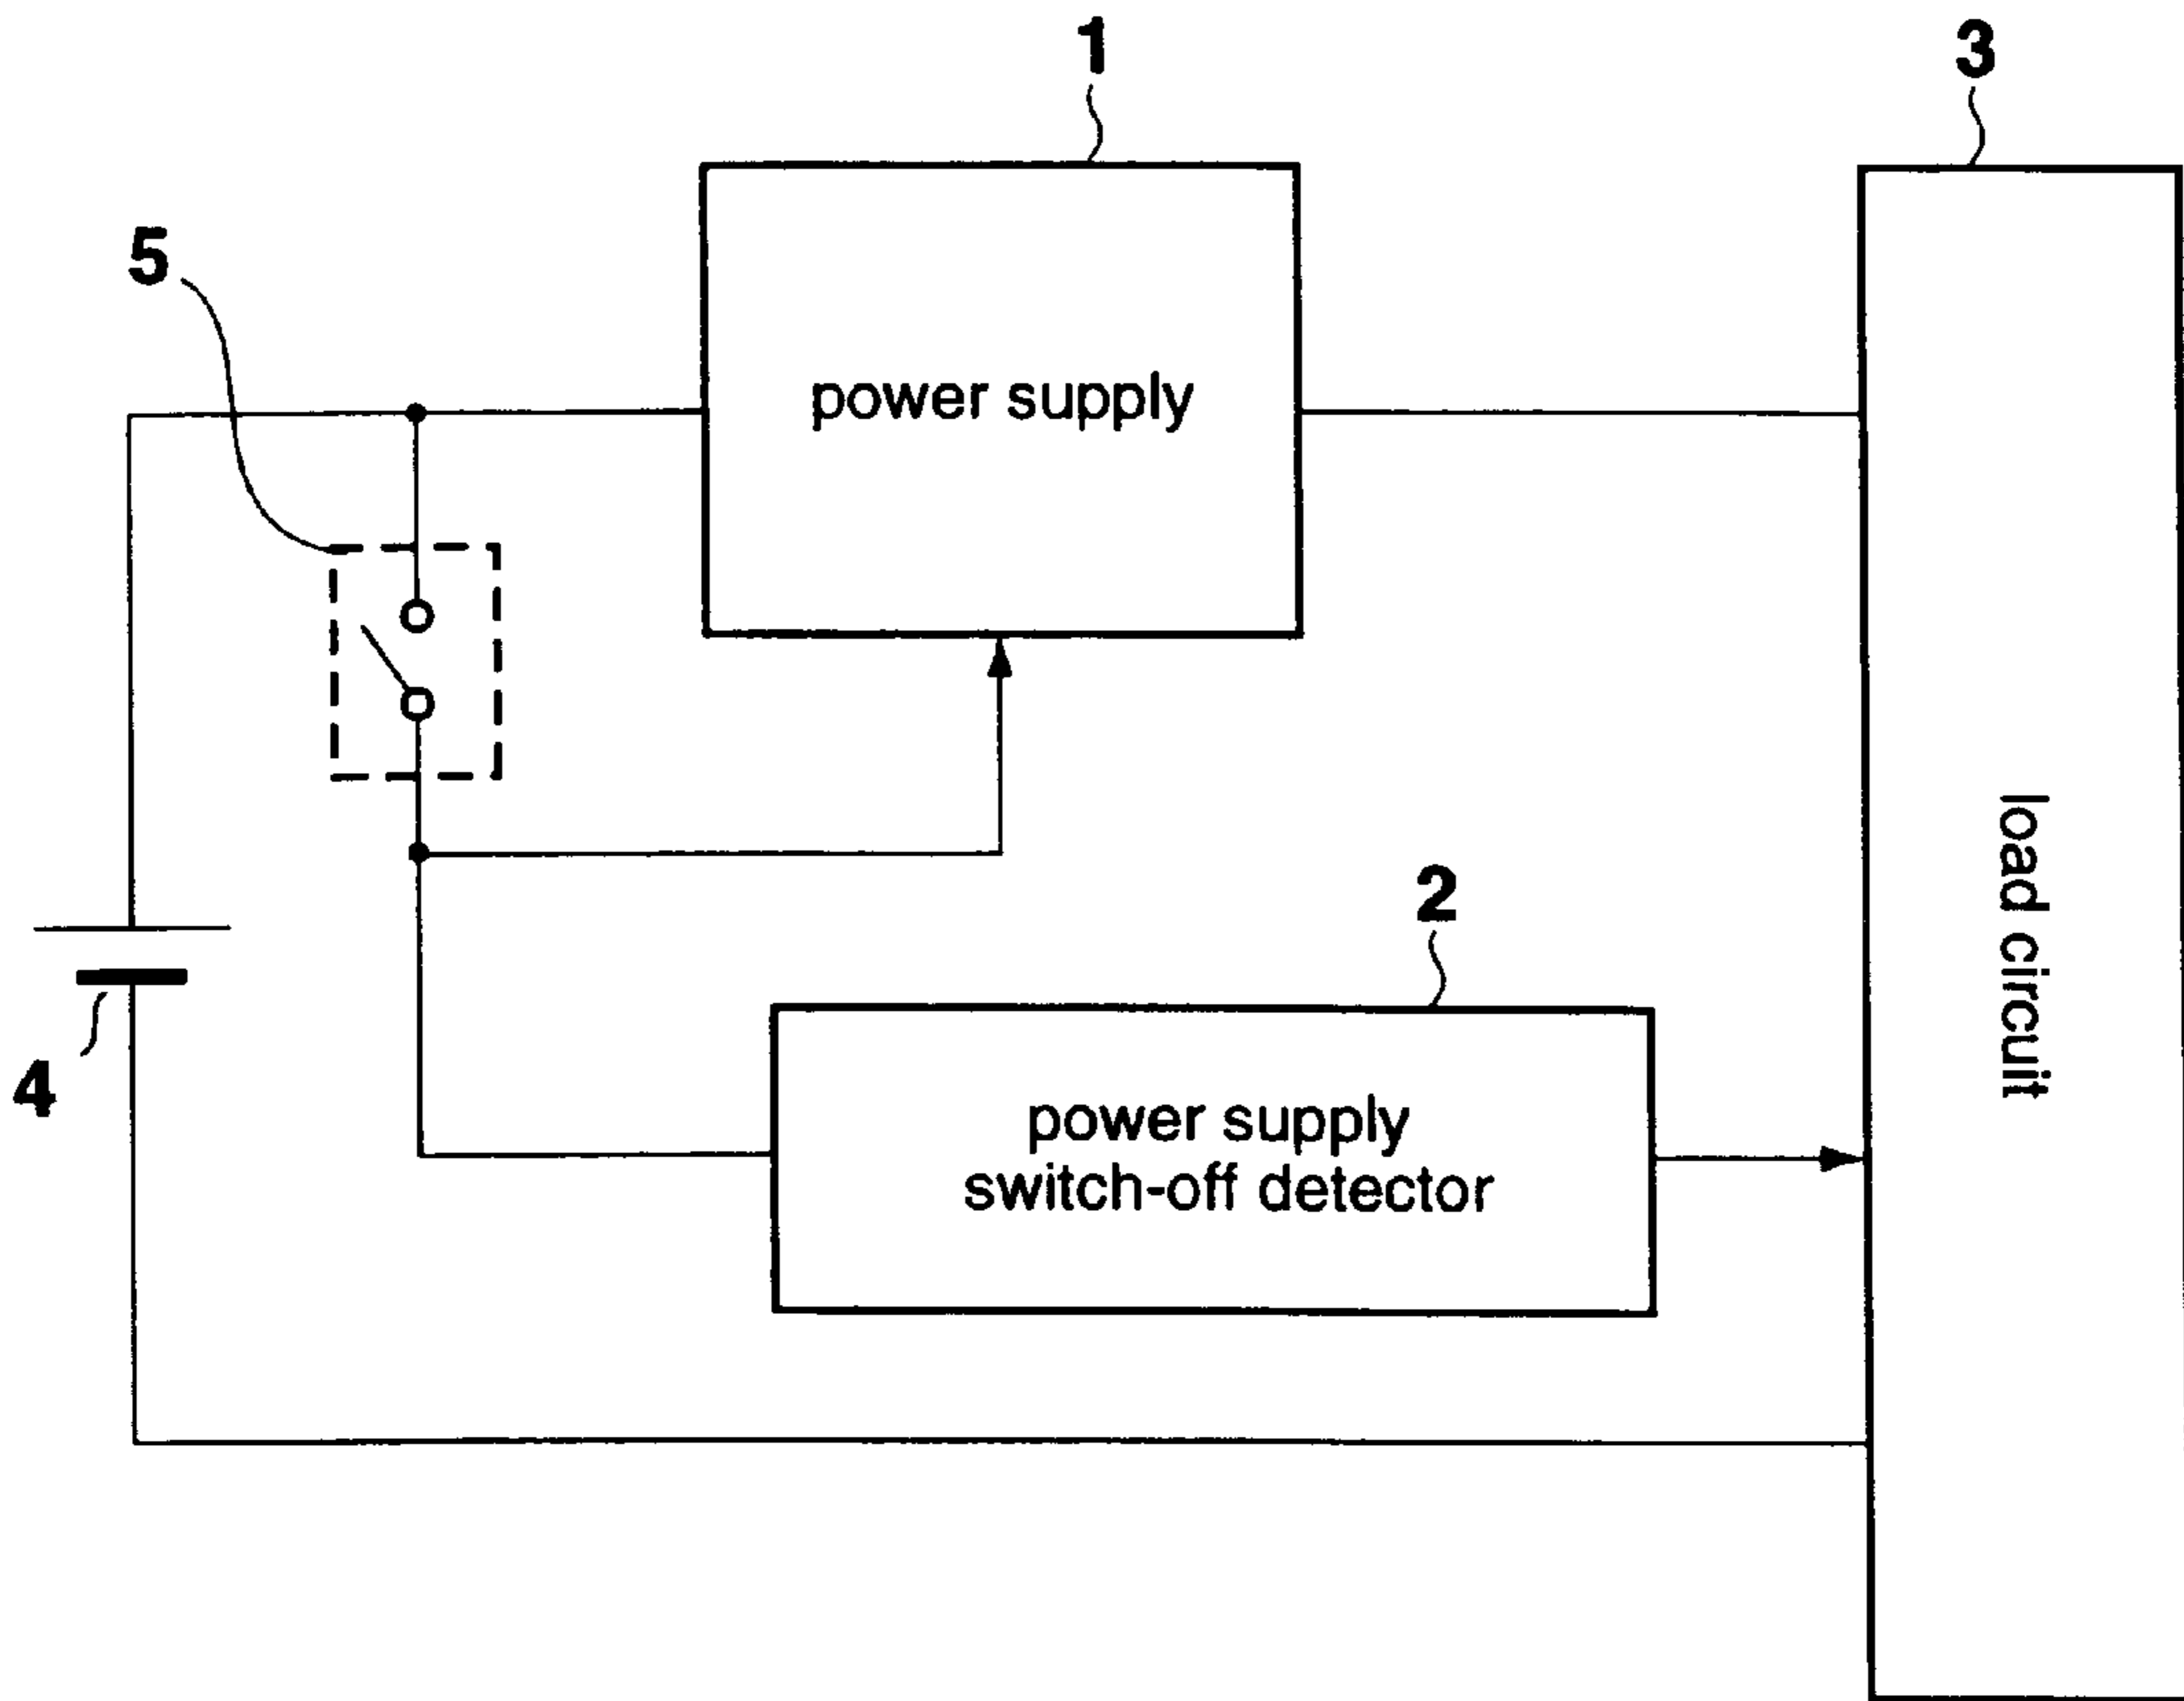 1
3
5
power supply
2
4
power supply
switch-off detector
load circuit